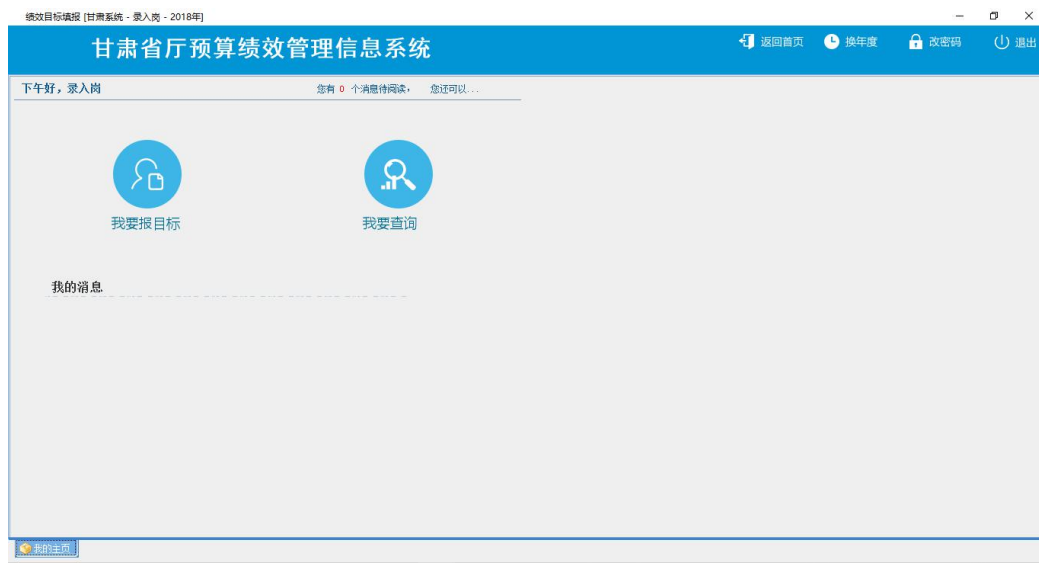 绩效目标填报 [甘肃系统 - 录入岗 - 2018年]
甘肃省厅预算绩效管理信息系统 返回首页 换年度 改密码 退出
下午好，录入岗 您有 0 个消息待阅读， 您还可以...
我要报目标 我要查询
我的消息
我的主页